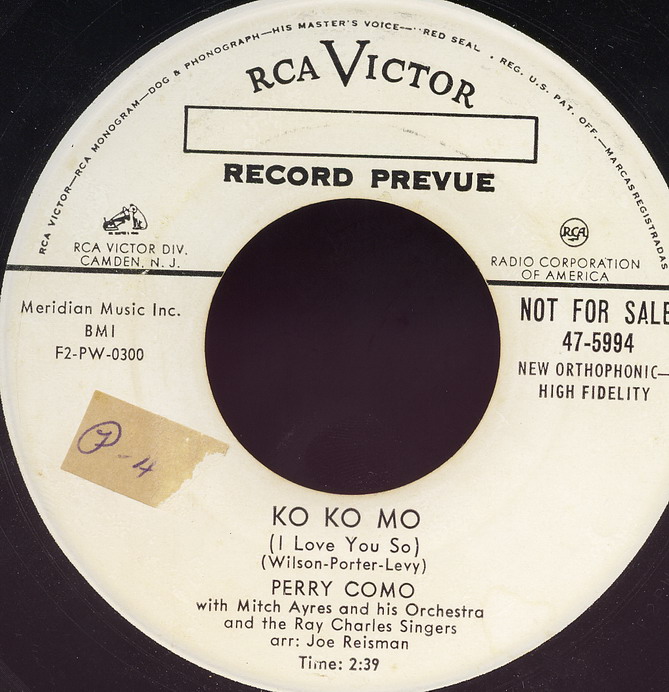 RCA VICTOR—RCA MONOGRAM—DOG & PHONOGRAPH—HIS MASTER'S VOICE—"RED SEAL . REG. U.S. PAT. OFF.—MARCAS REGISTRADAS
RCA VICTOR
RECORD PREVUE
RCA VICTOR DIV.
CAMDEN, N. J.
RCA
RADIO CORPORATION
OF AMERICA
Meridian Music Inc.
BMI
F2-PW-0300
NOT FOR SALE
47-5994
NEW ORTHOPHONIC—
HIGH FIDELITY
7-4
KO KO MO
(I Love You So)
(Wilson-Porter-Levy)
PERRY COMO
with Mitch Ayres and his Orchestra
and the Ray Charles Singers
arr: Joe Reisman
Time: 2:39